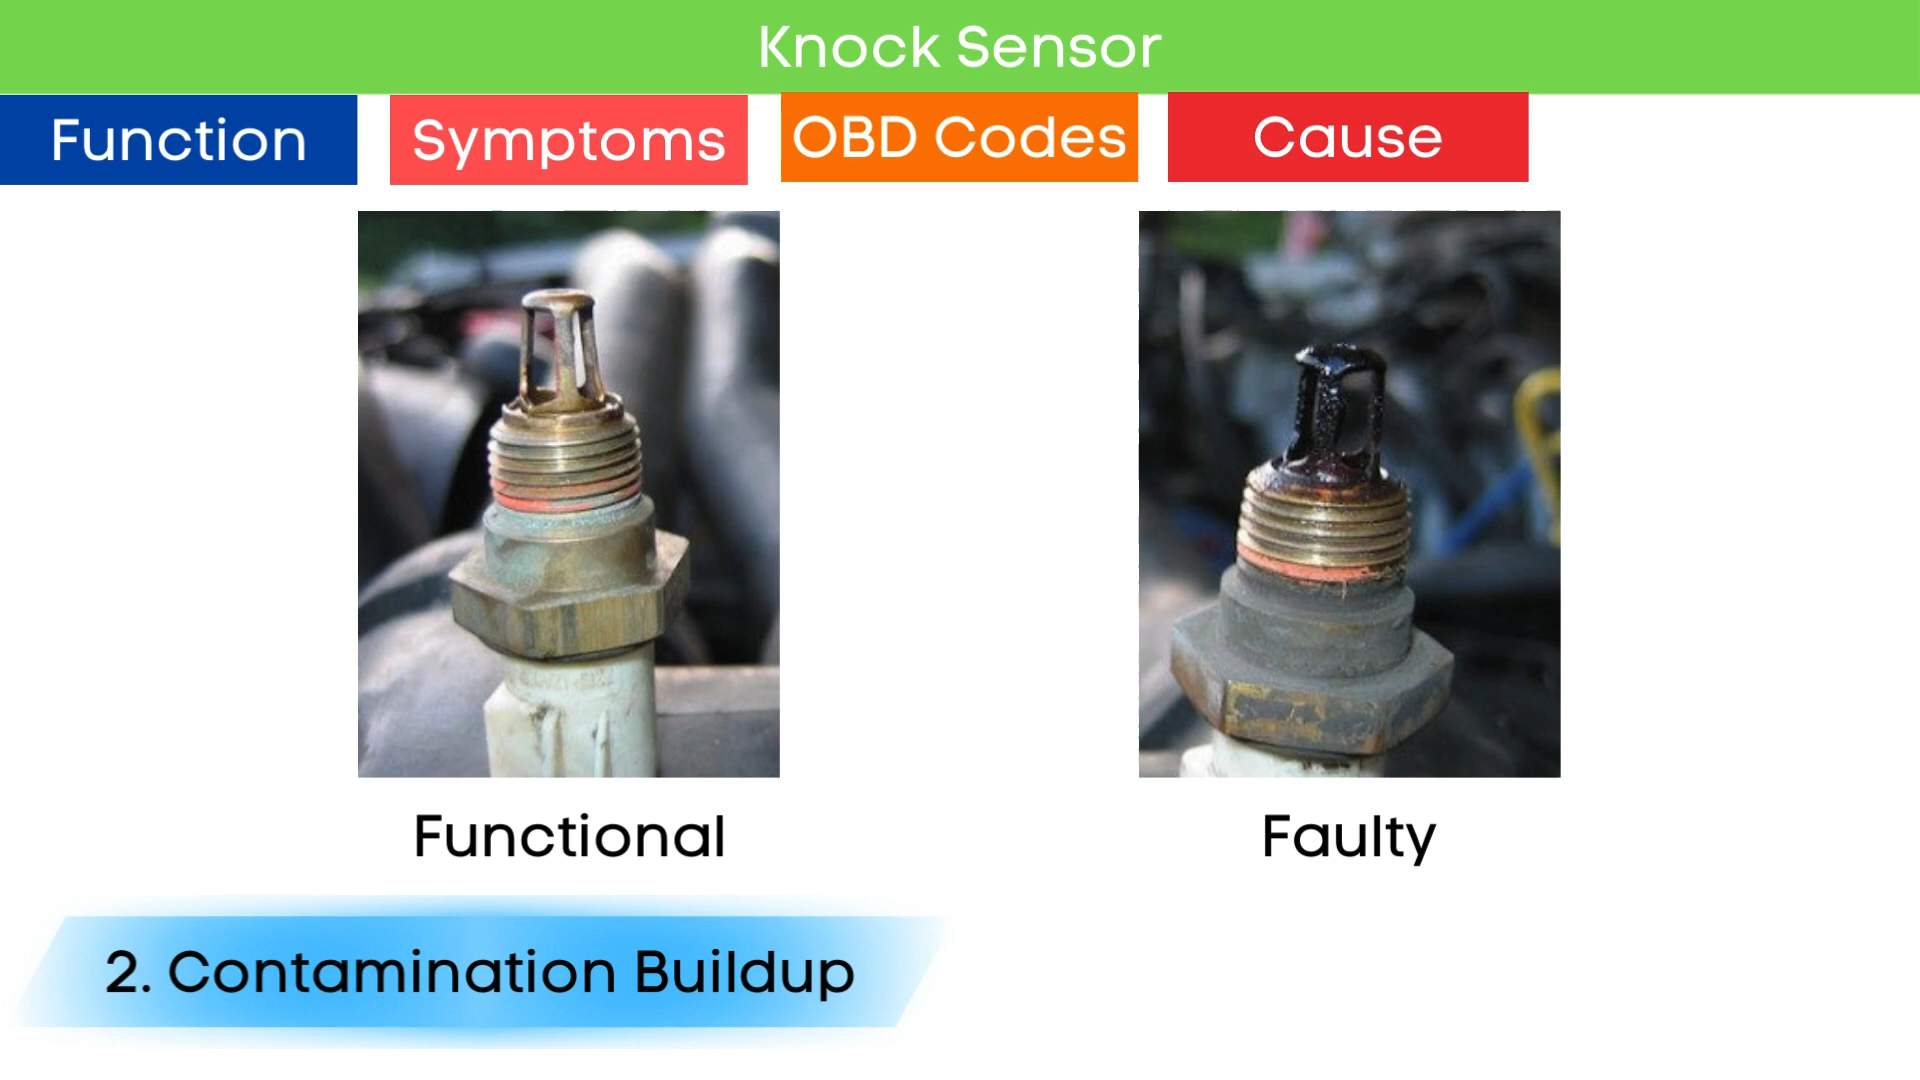 Knock Sensor
Function
Symptoms
OBD Codes
Cause
Functional
Faulty
2. Contamination Buildup